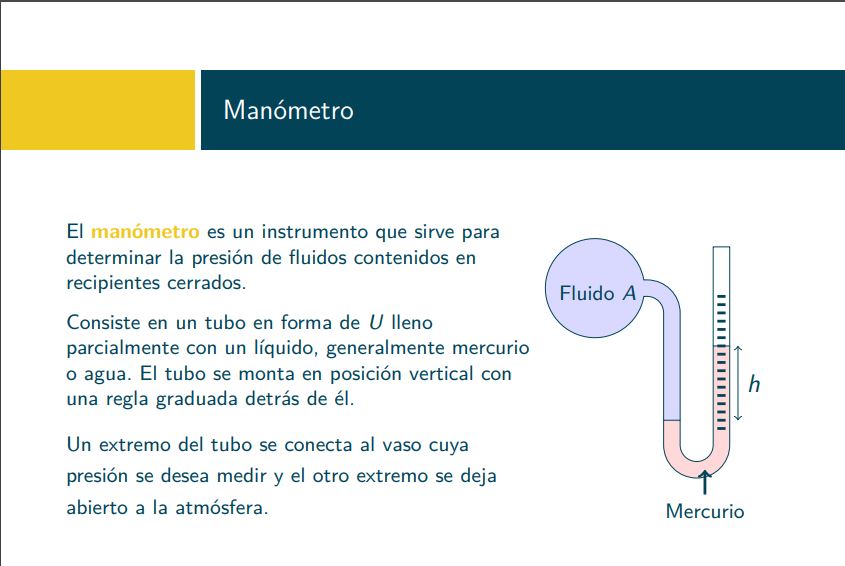 Manómetro
El manómetro es un instrumento que sirve para
determinar la presión de fluidos contenidos en
recipientes cerrados.
Consiste en un tubo en forma de U lleno
parcialmente con un líquido, generalmente mercurio
o agua. El tubo se monta en posición vertical con
una regla graduada detrás de él.
Un extremo del tubo se conecta al vaso cuya
presión se desea medir y el otro extremo se deja
abierto a la atmósfera.
Fluido A
h
Mercurio